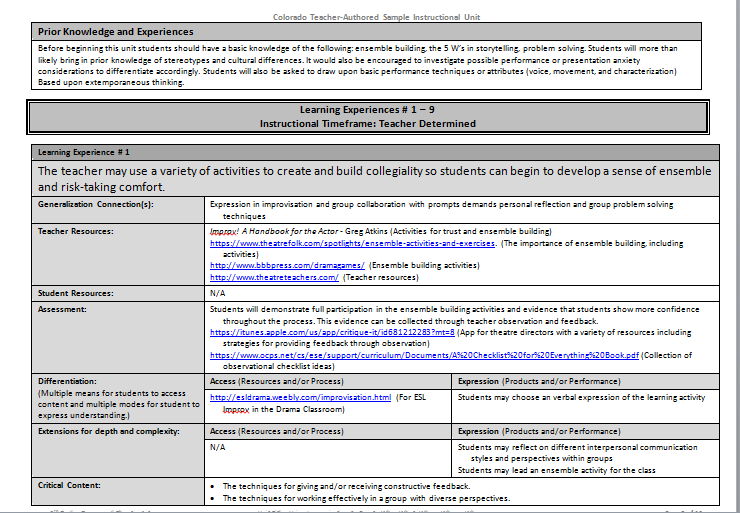 Colorado Teacher-Authored Sample Instructional Unit
Prior Knowledge and Experiences
Before beginning this unit students should have a basic knowledge of the following: ensemble building, the 5 W's in storytelling, problem solving. Students will more than
likely bring in prior knowledge of stereotypes and cultural differences. It would also be encouraged to investigate possible performance or presentation anxiety
considerations to differentiate accordingly. Students will also be asked to draw upon basic performance techniques or attributes (voice, movement, and characterization)
Based upon extemporaneous thinking.
Learning Experiences # 1 – 9
Instructional Timeframe: Teacher Determined
Learning Experience # 1
The teacher may use a variety of activities to create and build collegiality so students can begin to develop a sense of ensemble
and risk-taking comfort.
Generalization Connection(s):
Expression in improvisation and group collaboration with prompts demands personal reflection and group problem solving
techniques
Teacher Resources:
Improv! A Handbook for the Actor - Greg Atkins (Activities for trust and ensemble building)
https://www.theatrefolk.com/spotlights/ensemble-activities-and-exercises. (The importance of ensemble building, including
activities)
http://www.bbbpress.com/dramagames/ (Ensemble building activities)
http://www.theatreteachers.com/ (Teacher resources)
Student Resources:
N/A
Assessment:
Students will demonstrate full participation in the ensemble building activities and evidence that students show more confidence
throughout the process. This evidence can be collected through teacher observation and feedback.
https://itunes.apple.com/us/app/critique-it/id681212283?mt=8 (App for theatre directors with a variety of resources including
strategies for providing feedback through observation)
https://www.ocps.net/cs/ese/support/curriculum/Documents/A%20Checklist%20for%20Everything%20Book.pdf (Collection of
observational checklist ideas)
Differentiation:
(Multiple means for students to access
content and multiple modes for student to
express understanding.)
Access (Resources and/or Process)
Expression (Products and/or Performance)
http://esldrama.weebly.com/improvisation.html (For ESL
Improv in the Drama Classroom)
Students may choose an verbal expression of the learning activity
Extensions for depth and complexity:
Access (Resources and/or Process)
Expression (Products and/or Performance)
N/A
Students may reflect on different interpersonal communication
styles and perspectives within groups
Students may lead an ensemble activity for the class
Critical Content:
• The techniques for giving and/or receiving constructive feedback.
• The techniques for working effectively in a group with diverse perspectives.